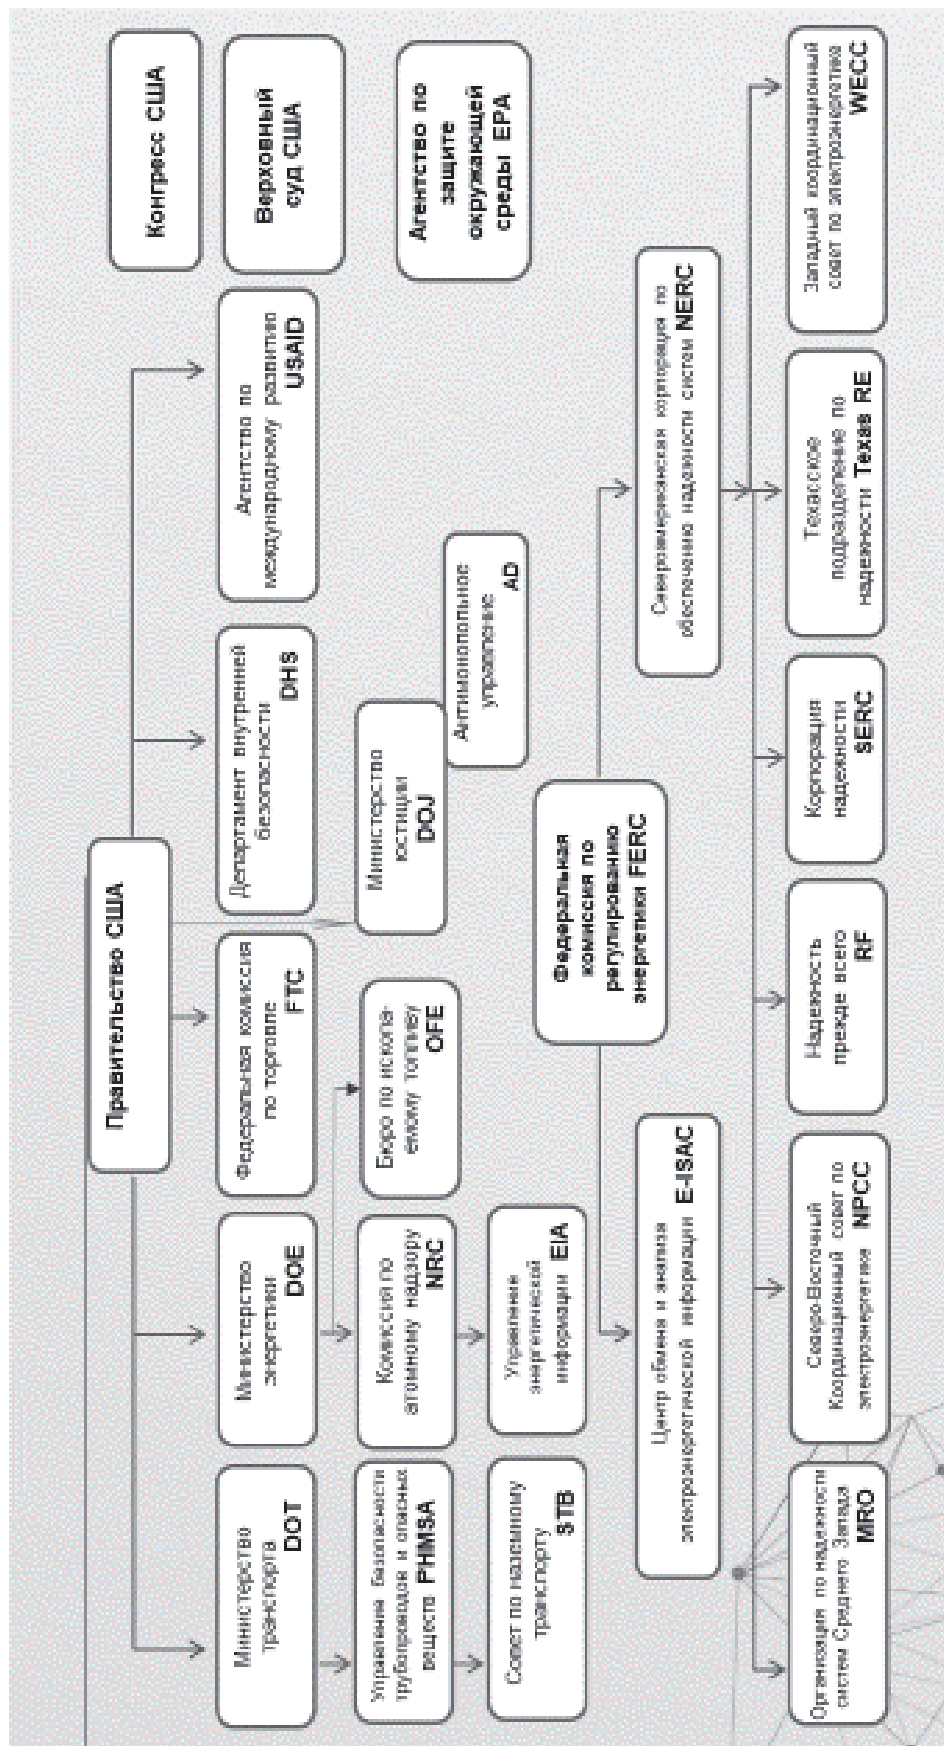 Конгресс США
Верховный
суд США
Агентство по
защите
окружающей
среды EPA
Правительство США
Министерство
транспорта
DOT
Министерство
энергетики
DOE
Федеральная комиссия
по торговле
FTC
Департамент внутренней
безопасности
DHS
Агентство по
международному развитию
USAID
Управление безопасности
трубопроводов и опасных
веществ PHMSA
Комиссия по
атомному надзору
NRC
Бюро по ископа-
емому топливу
OFE
Министерство
юстиции
DOJ
Антимонопольное
управление
AD
Совет по наземному
транспорту
STB
Управление
энергетической
информации EIA
Федеральная
комиссия по
регулированию
энергетики FERC
Центр обмена и анализа
электроэнергетической информации E-ISAC
Североамериканская корпорация по
обеспечению надежности систем NERC
Организация по надежности
систем Среднего Запада
MRO
Северо-Восточный
Координационный совет по
электроэнергетике NPCC
Надежность
прежде всего
RF
Корпорация
надежности
SERC
Техасское
подразделение по
надежности Texas RE
Западный координационный
совет по электроэнергетике
WECC